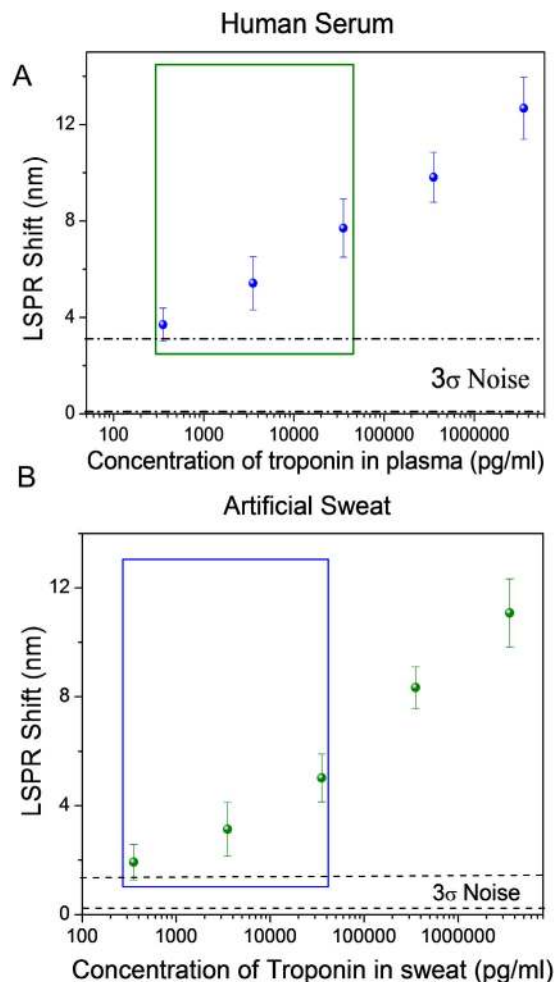 Human Serum
A
12
8
4
0
LSPR Shift (nm)
3σ Noise
100 1000 10000 100000 1000000
Concentration of troponin in plasma (pg/ml)
B
Artificial Sweat
12
8
4
0
LSPR Shift (nm)
3σ Noise
100 1000 10000 100000 1000000
Concentration of Troponin in sweat (pg/ml)